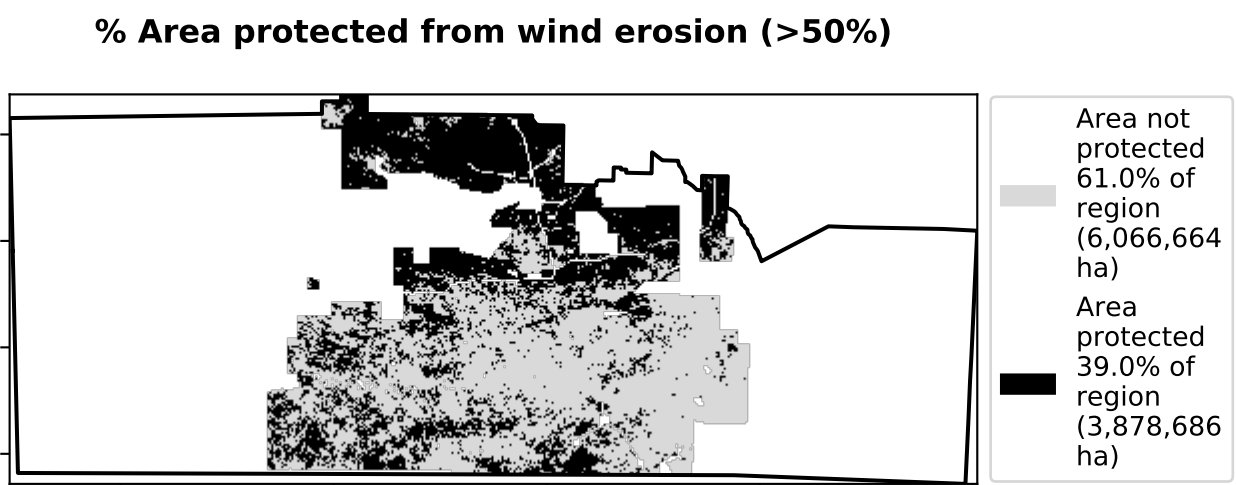 % Area protected from wind erosion (>50%)
Area not
protected
61.0% of
region
(6,066,664
ha)
Area
protected
39.0% of
region
(3,878,686
ha)